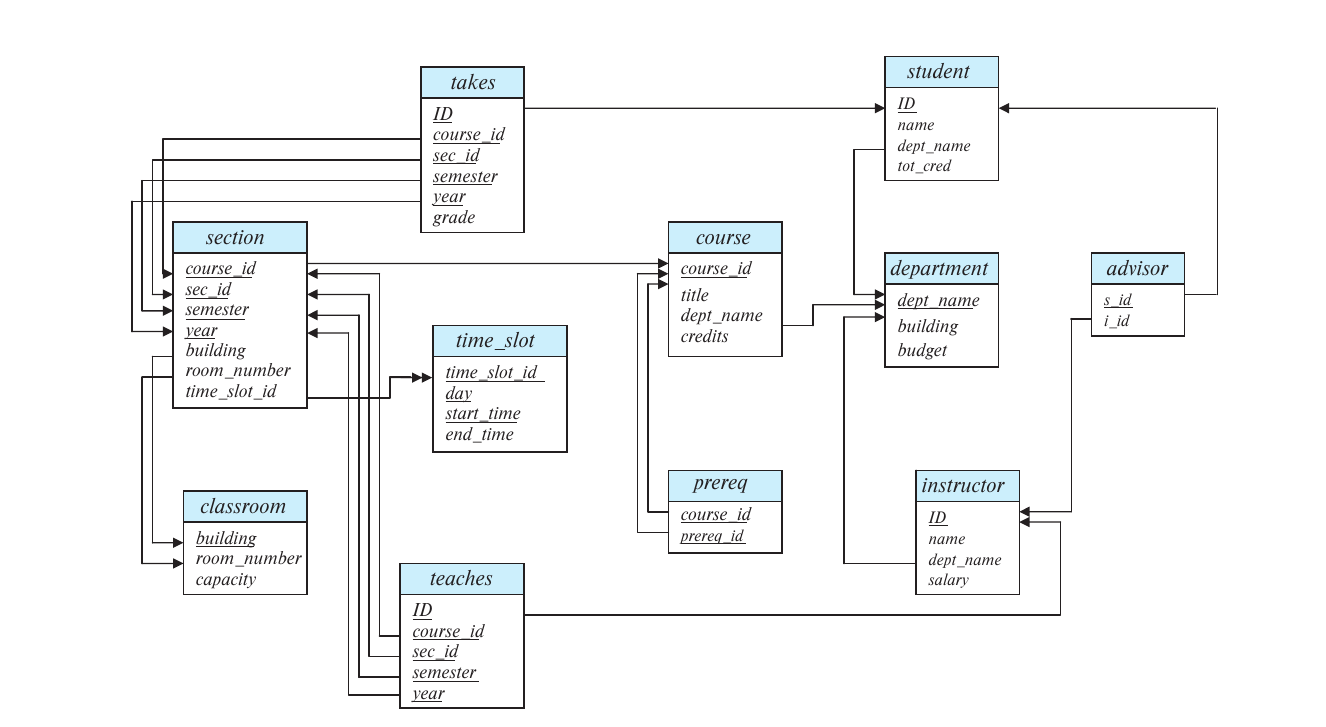 takes
ID
course_id
sec_id
semester
year
grade
student
ID
name
dept_name
tot_cred
section
course_id
sec_id
semester
year
building
room_number
time_slot_id
course
course_id
title
dept_name
credits
department
dept_name
building
budget
advisor
s_id
i_id
time_slot
time_slot_id
day
start_time
end_time
prereq
course_id
prereq_id
instructor
ID
name
dept_name
salary
classroom
building
room_number
capacity
teaches
ID
course_id
sec_id
semester
year